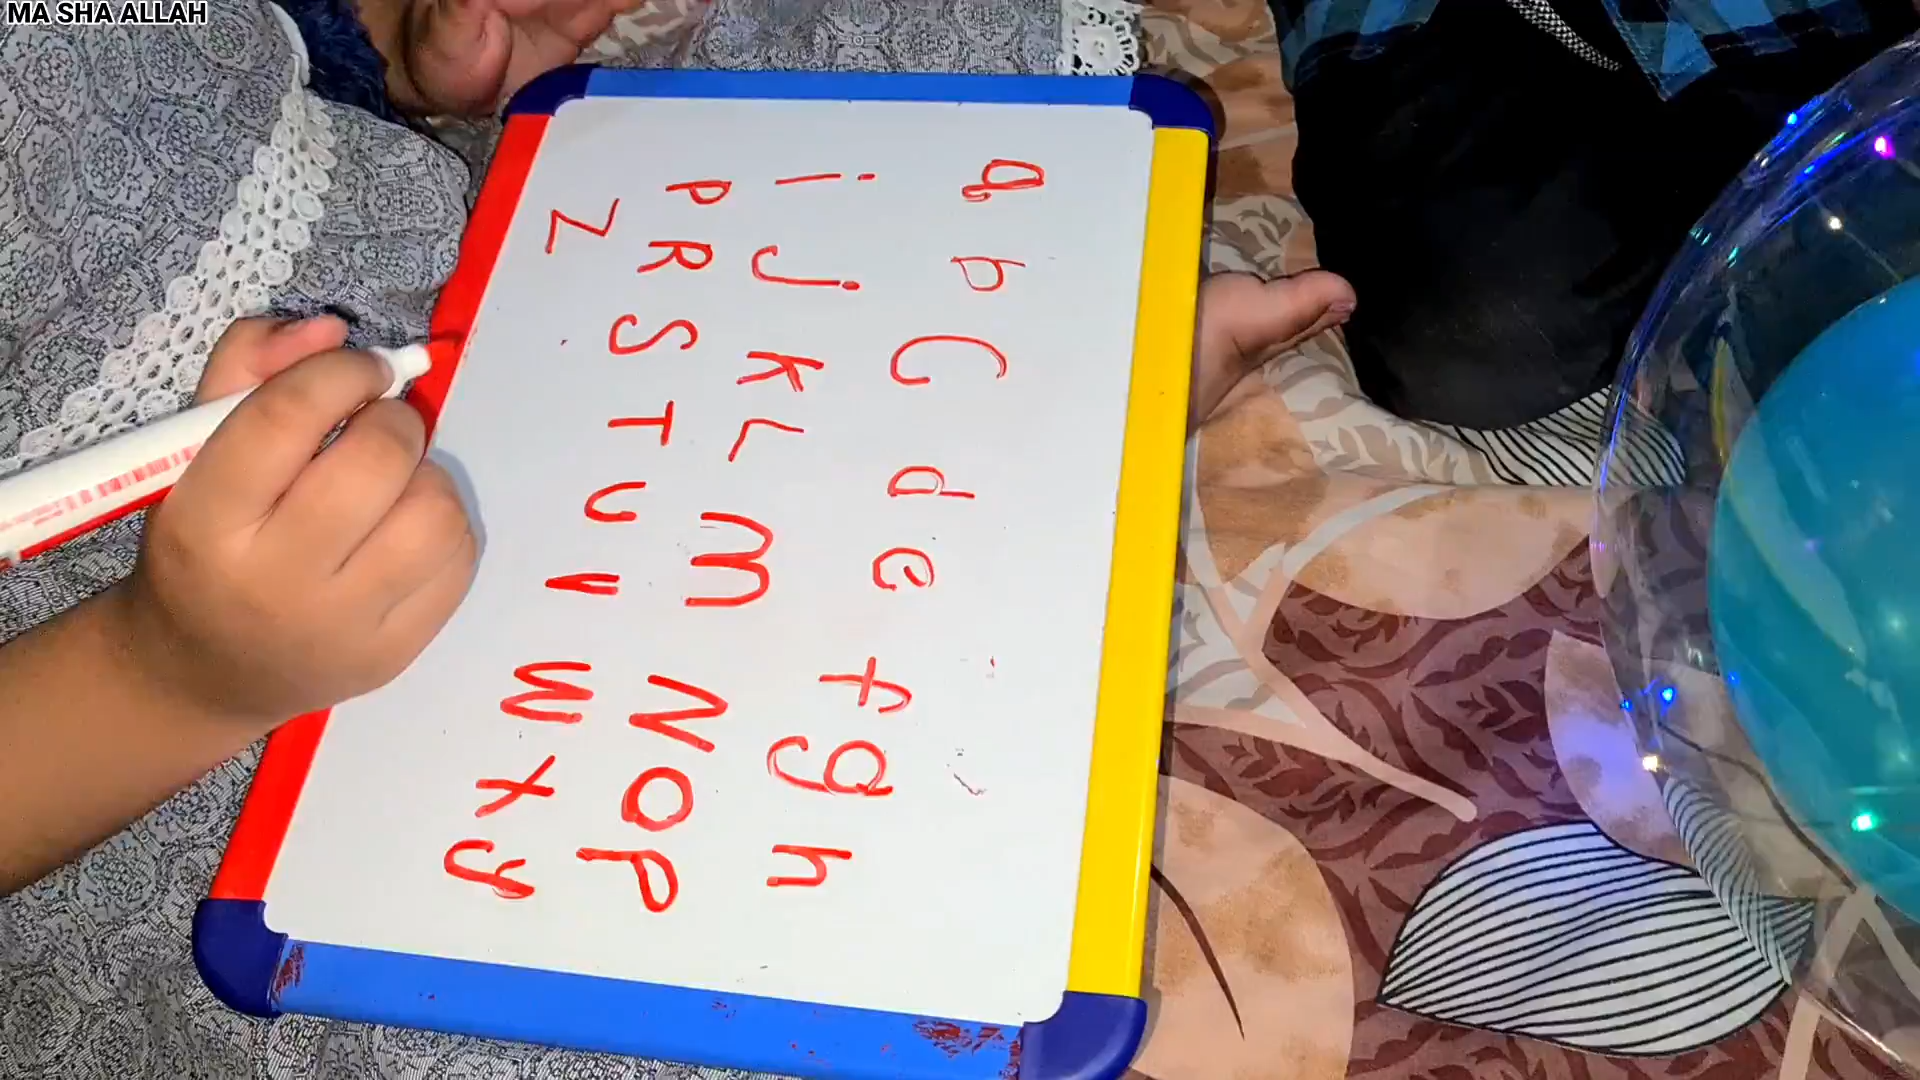 MA SHA ALLAH
a b C d e f g h
i j K L m N O P
P R S T U V W x y
Z